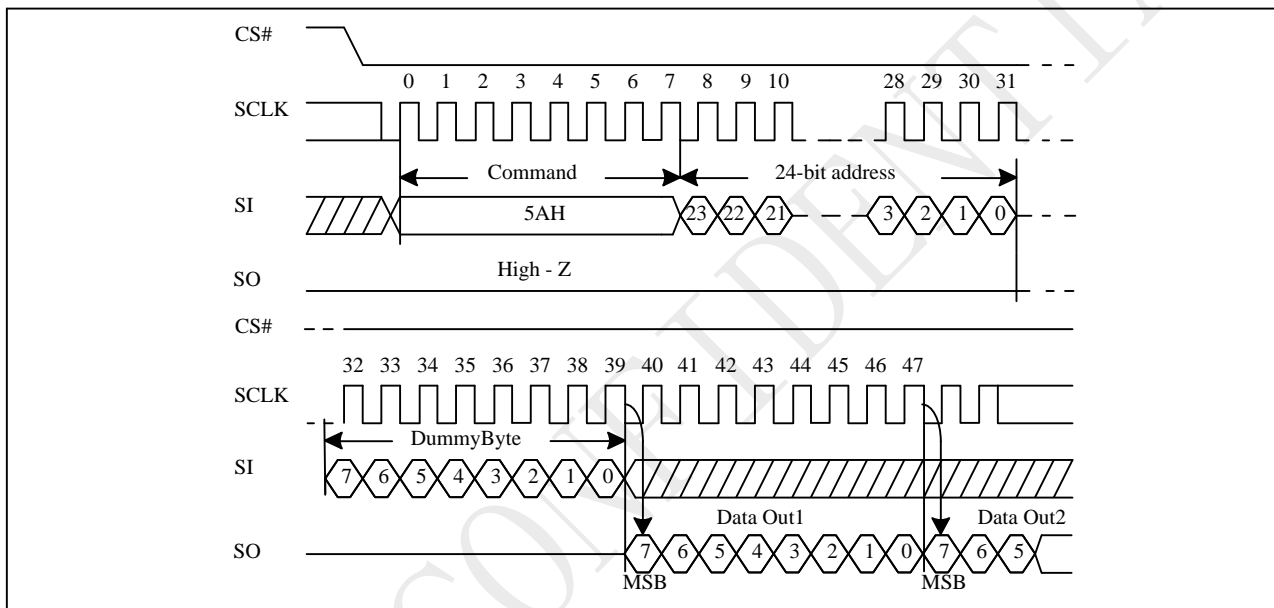 CS#
0 1 2 3 4 5 6 7 8 9 10 28 29 30 31
SCLK
Command 24-bit address
SI 5AH 23 22 21 3 2 1 0
SO High - Z
CS#
32 33 34 35 36 37 38 39 40 41 42 43 44 45 46 47
SCLK
DummyByte
SI 7 6 5 4 3 2 1 0
Data Out1 Data Out2
SO 7 6 5 4 3 2 1 0 7 6 5
MSB MSB
CONFIDENTIA